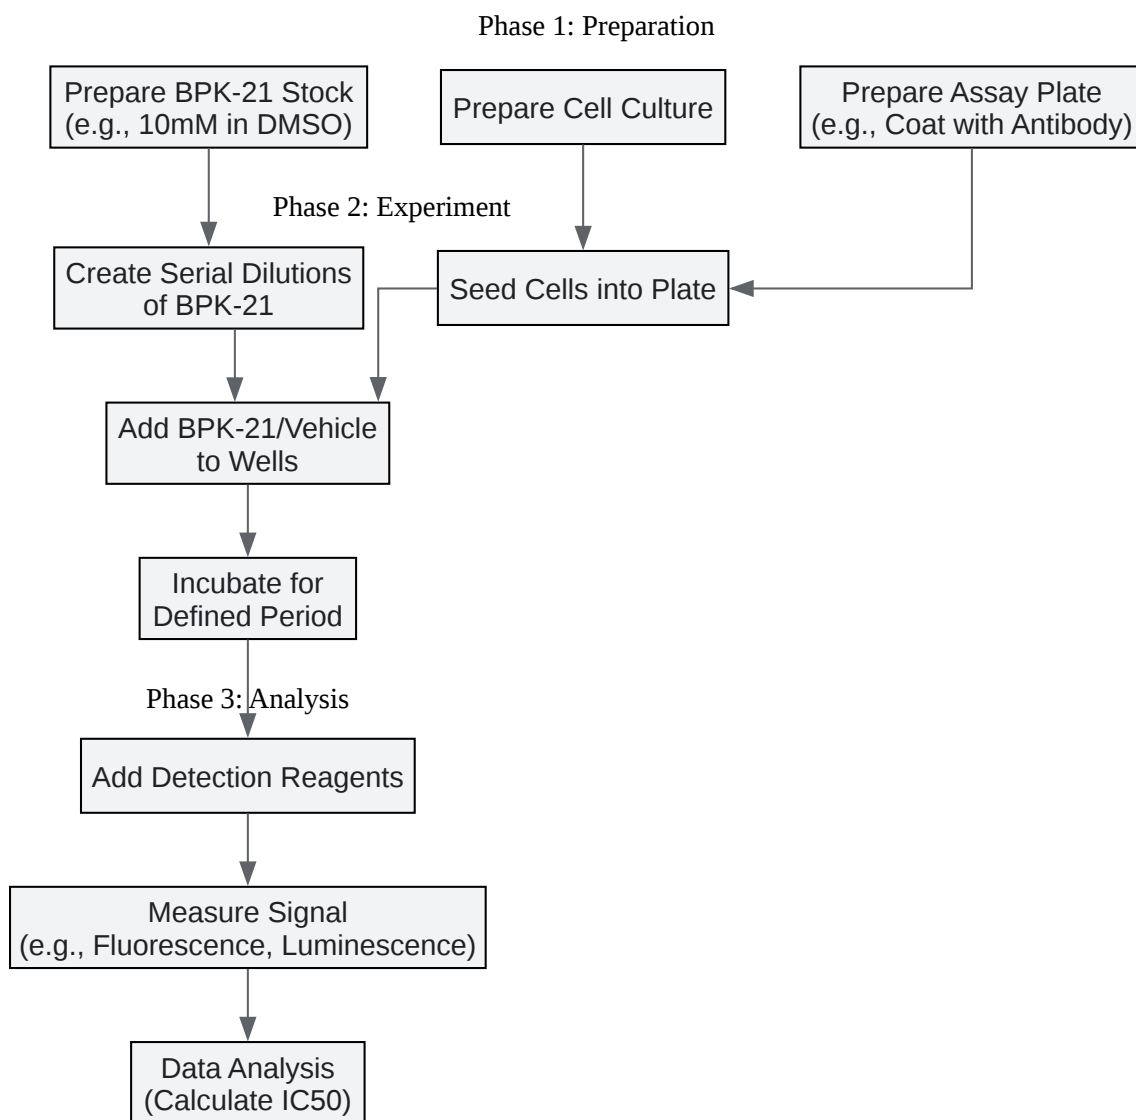 Phase 1: Preparation
Prepare BPK-21 Stock
(e.g., 10mM in DMSO)
Prepare Cell Culture
Prepare Assay Plate
(e.g., Coat with Antibody)
Phase 2: Experiment
Create Serial Dilutions
of BPK-21
Seed Cells into Plate
Add BPK-21/Vehicle
to Wells
Incubate for
Defined Period
Phase 3: Analysis
Add Detection Reagents
Measure Signal
(e.g., Fluorescence, Luminescence)
Data Analysis
(Calculate IC50)